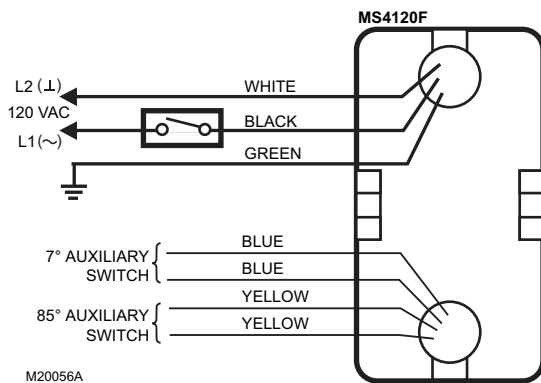 MS4120F
L2 (⊥)
WHITE
120 VAC
BLACK
L1 (~)
GREEN
BLUE
7° AUXILIARY
SWITCH
BLUE
YELLOW
85° AUXILIARY
SWITCH
YELLOW
M20056A